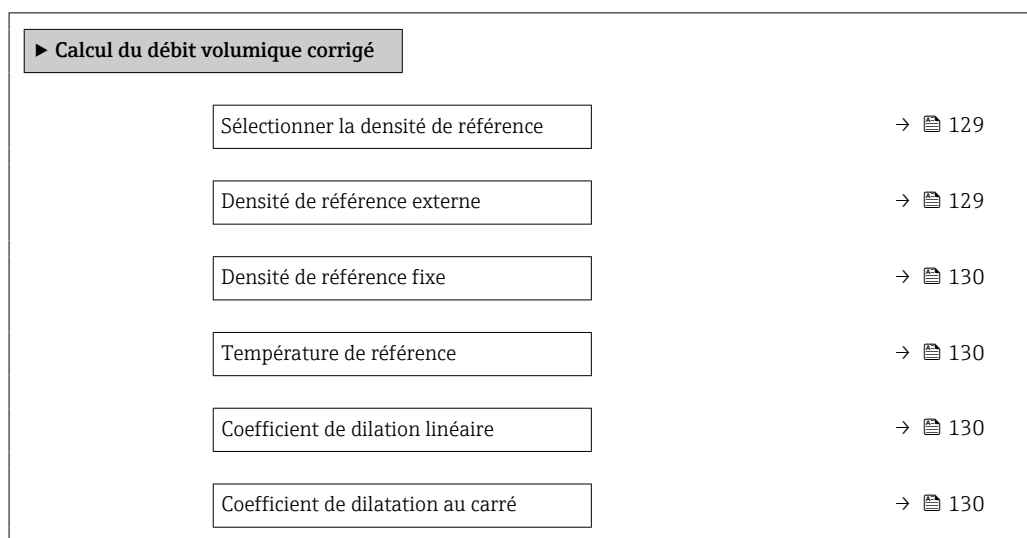 ▶ Calcul du débit volumique corrigé
Sélectionner la densité de référence → 129
Densité de référence externe → 129
Densité de référence fixe → 130
Température de référence → 130
Coefficient de dilation linéaire → 130
Coefficient de dilatation au carré → 130